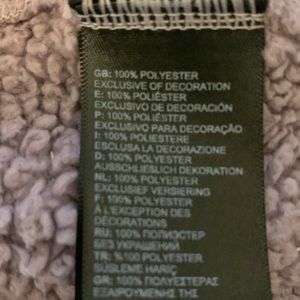 GB: 100% POLYESTER
EXCLUSIVE OF DECORATION
E: 100% POLIÉSTER
EXCLUSIVO DE DECORACIÓN
P: 100% POLIÉSTER
EXCLUSIVO PARA DECORAÇÃO
I: 100% POLIESTERE
ESCLUSA LA DECORAZIONE
D: 100% POLYESTER
AUSSCHLIESLICH DEKORATION
NL: 100% POLYESTER
EXCLUSIEF VERSIERING
F: 100% POLYESTER
À L'EXCEPTION DES
DÉCORATIONS
RU: 100% ПОЛИЭСТЕР
БЕЗ УКРАШЕНИЙ
TR: %100 POLYESTER
SÜSLEME HARİÇ
GR: 100% ΠΟΛΥΕΣΤΕΡΑΣ
ΕΞΑΙΡΟΥΜΕΝΗΣ ΤΗΣ